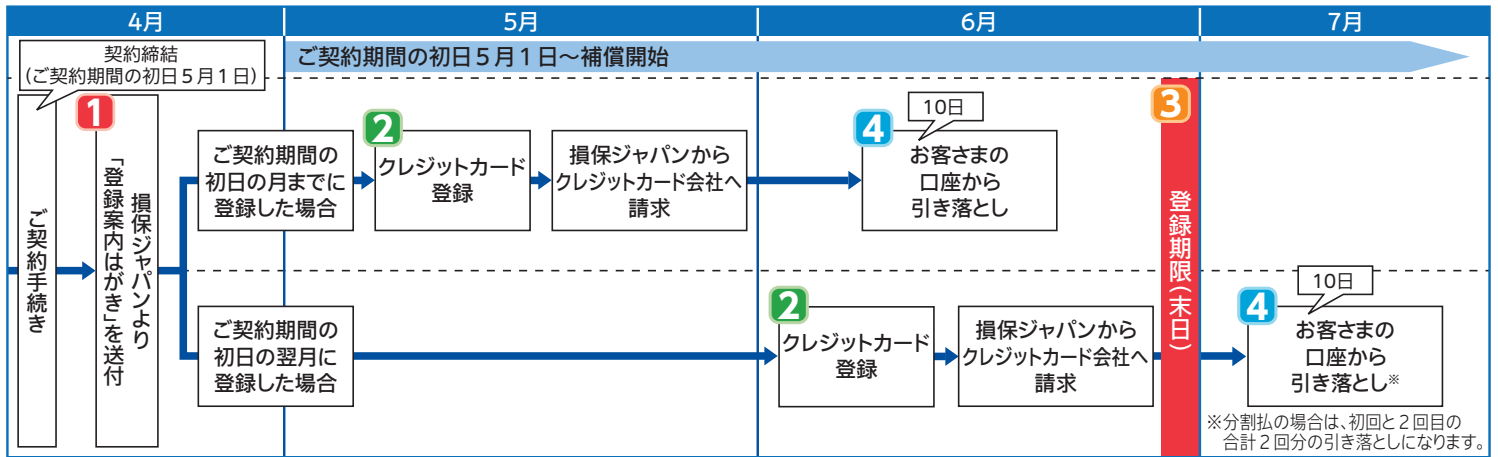 4月
5月
6月
7月
契約締結
(ご契約期間の初日5月1日)
ご契約期間の初日5月1日~補償開始
ご契約手続き
1
損保ジャパンより
「登録案内はがき」を送付
ご契約期間の
初日の月までに
登録した場合
2
クレジットカード
登録
損保ジャパンから
クレジットカード会社へ
請求
4
10日
お客さまの
口座から
引き落とし
3
登録期限(末日)
ご契約期間の
初日の翌月に
登録した場合
2
クレジットカード
登録
損保ジャパンから
クレジットカード会社へ
請求
4
10日
お客さまの
口座から
引き落とし※
※分割払の場合は、初回と2回目の
合計2回分の引き落としになります。